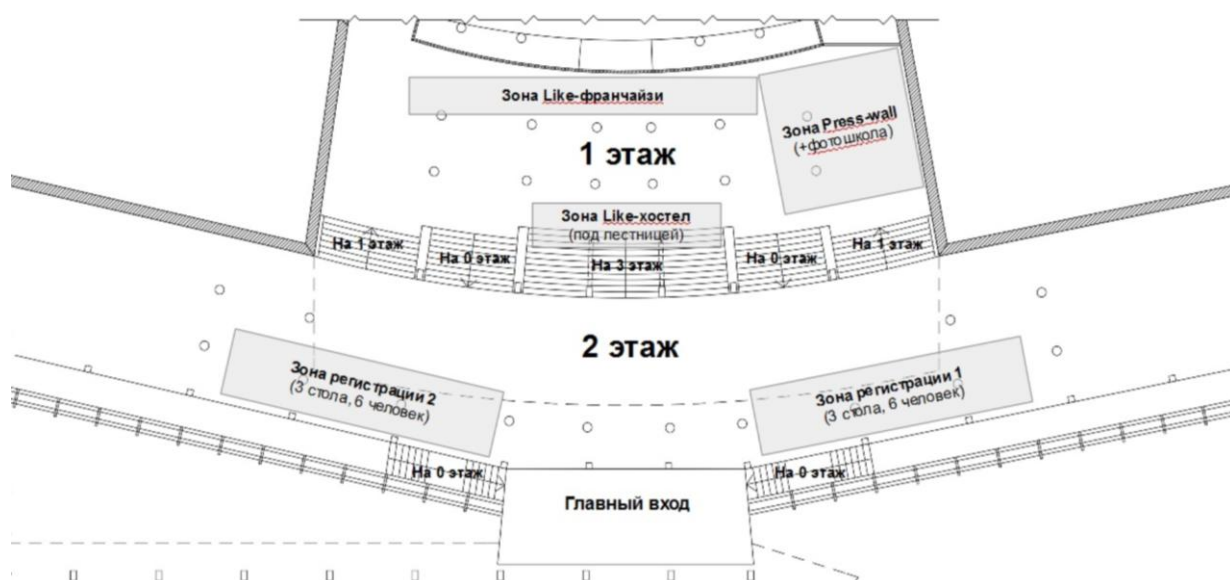 Зона Like-франчайзи
Зона Press-wall
(+фотошкола)
1 этаж
Зона Like-хостел
(под лестницей)
На 1 этаж
На 0 этаж
На 3 этаж
На 0 этаж
На 1 этаж
2 этаж
Зона регистрации 2
(3 стола, 6 человек)
Зона регистрации 1
(3 стола, 6 человек)
На 0 этаж
На 0 этаж
Главный вход